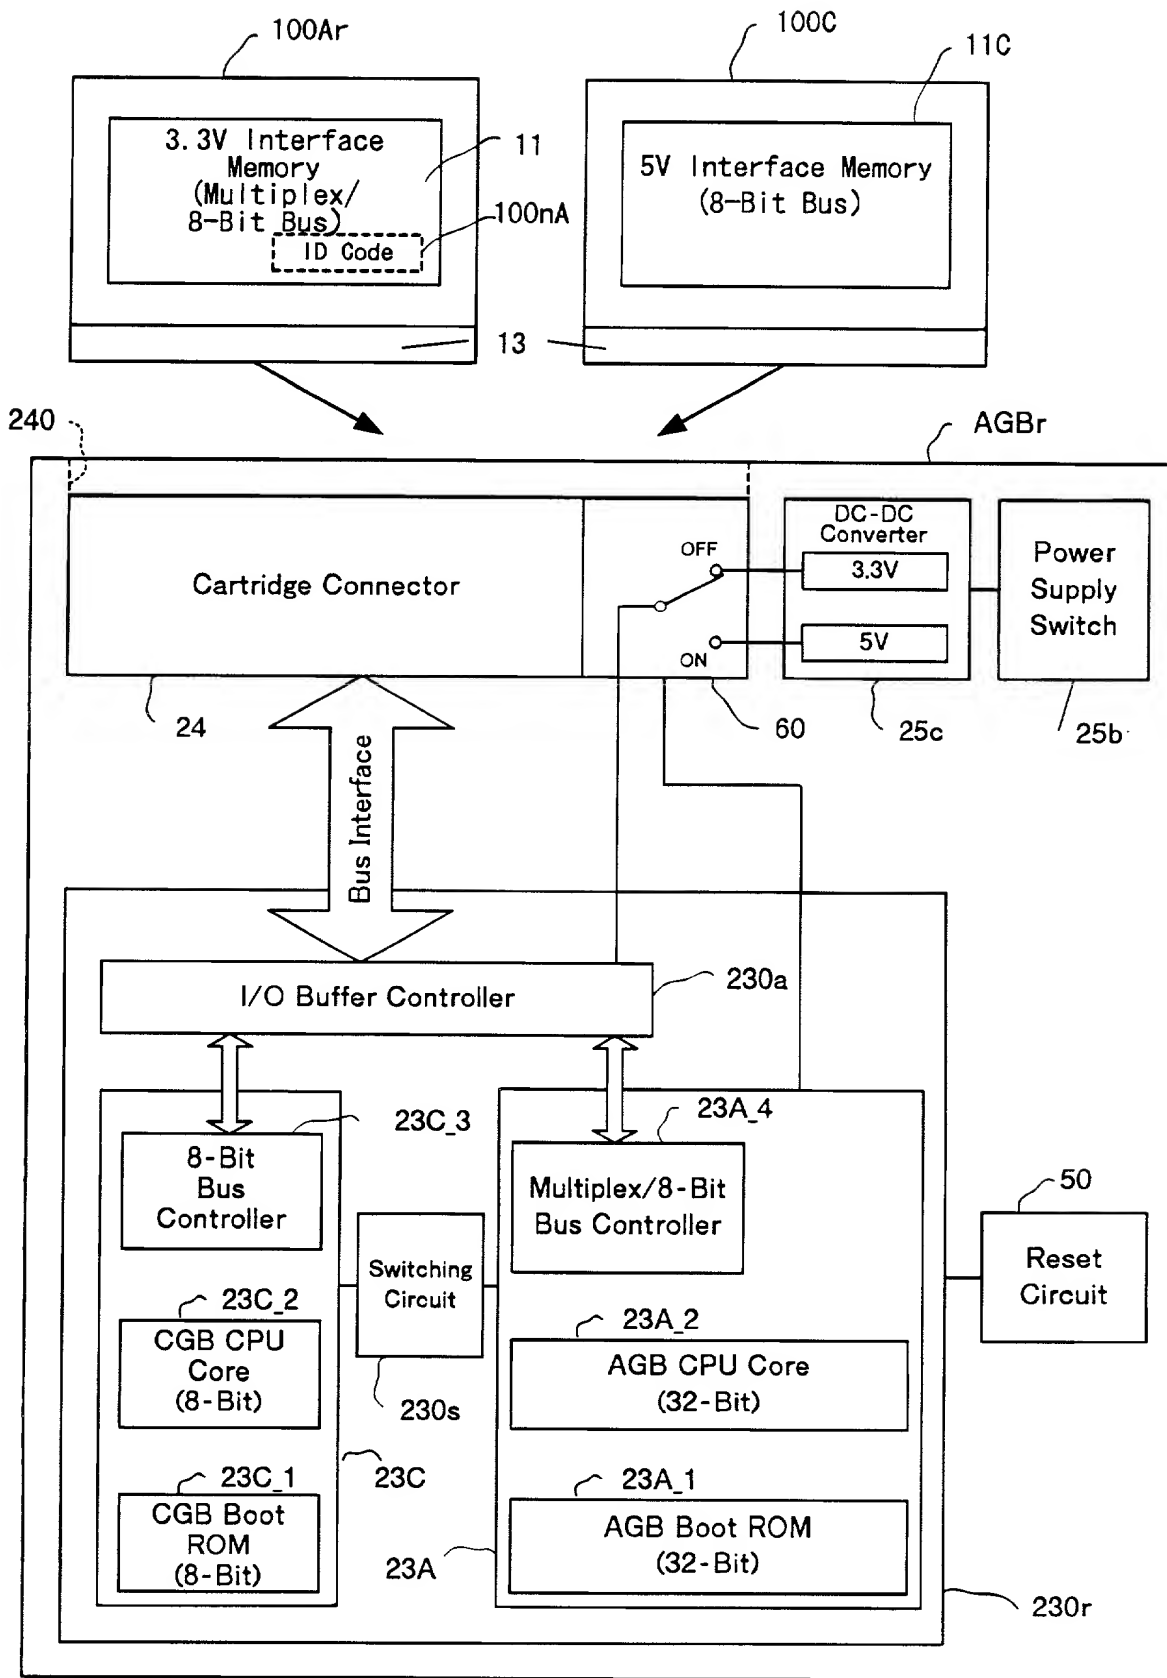 100Ar
100C
11C
3.3V Interface
Memory
(Multiplex/
8-Bit Bus)
11
100nA
ID Code
5V Interface Memory
(8-Bit Bus)
13
240
AGBr
Cartridge Connector
OFF
ON
DC-DC
Converter
3.3V
5V
Power
Supply
Switch
24
60
25c
25b
Bus Interface
I/O Buffer Controller
230a
23C_3
23A_4
8-Bit
Bus
Controller
Multiplex/8-Bit
Bus Controller
50
Switching
Circuit
Reset
Circuit
23C_2
23A_2
CGB CPU
Core
(8-Bit)
AGB CPU Core
(32-Bit)
230s
23C_1
23C
23A_1
CGB Boot
ROM
(8-Bit)
AGB Boot ROM
(32-Bit)
23A
230r